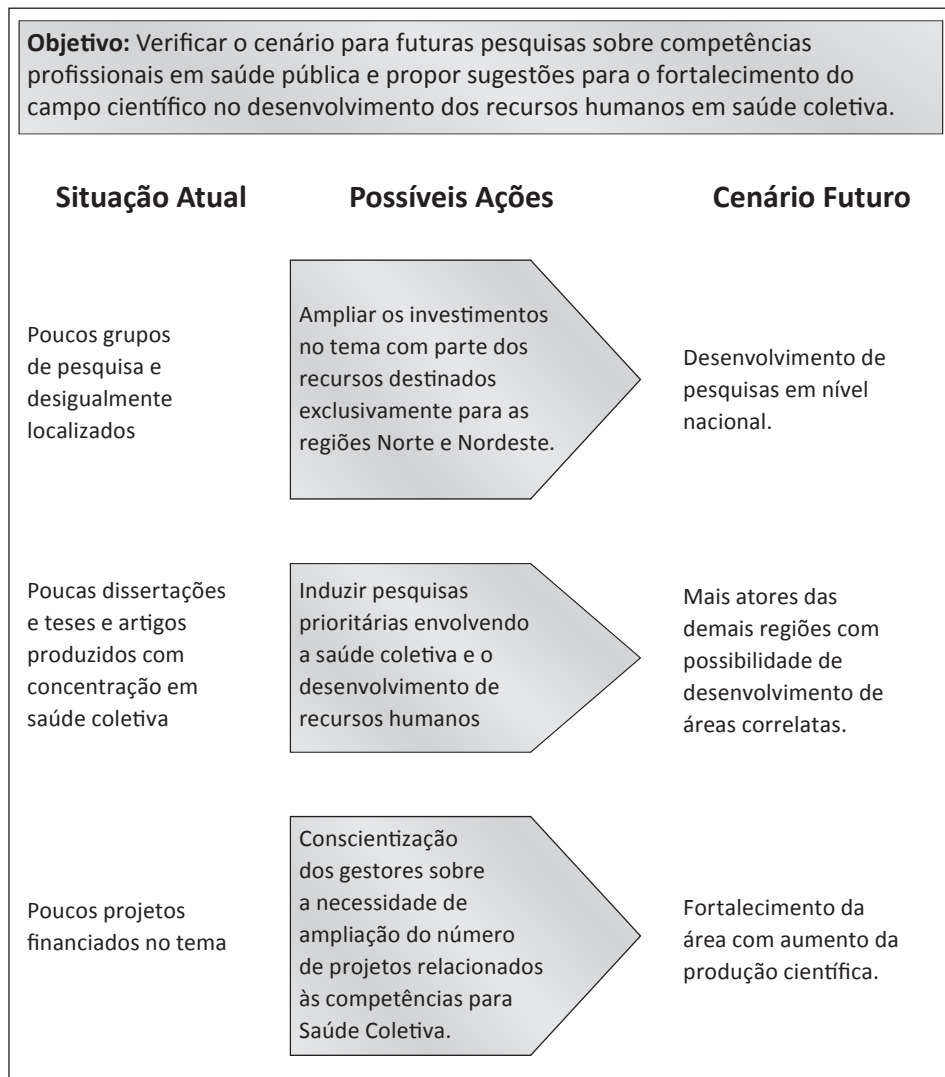 Objetivo: Verificar o cenário para futuras pesquisas sobre competências
profissionais em saúde pública e propor sugestões para o fortalecimento do
campo científico no desenvolvimento dos recursos humanos em saúde coletiva.
Situação Atual
Possíveis Ações
Cenário Futuro
Poucos grupos
de pesquisa e
desigualmente
localizados
Ampliar os investimentos
no tema com parte dos
recursos destinados
exclusivamente para as
regiões Norte e Nordeste.
Desenvolvimento de
pesquisas em nível
nacional.
Poucas dissertações
e teses e artigos
produzidos com
concentração em
saúde coletiva
Induzir pesquisas
prioritárias envolvendo
a saúde coletiva e o
desenvolvimento de
recursos humanos
Mais atores das
demais regiões com
possibilidade de
desenvolvimento de
áreas correlatas.
Poucos projetos
financiados no tema
Conscientização
dos gestores sobre
a necessidade de
ampliação do número
de projetos relacionados
às competências para
Saúde Coletiva.
Fortalecimento da
área com aumento da
produção científica.